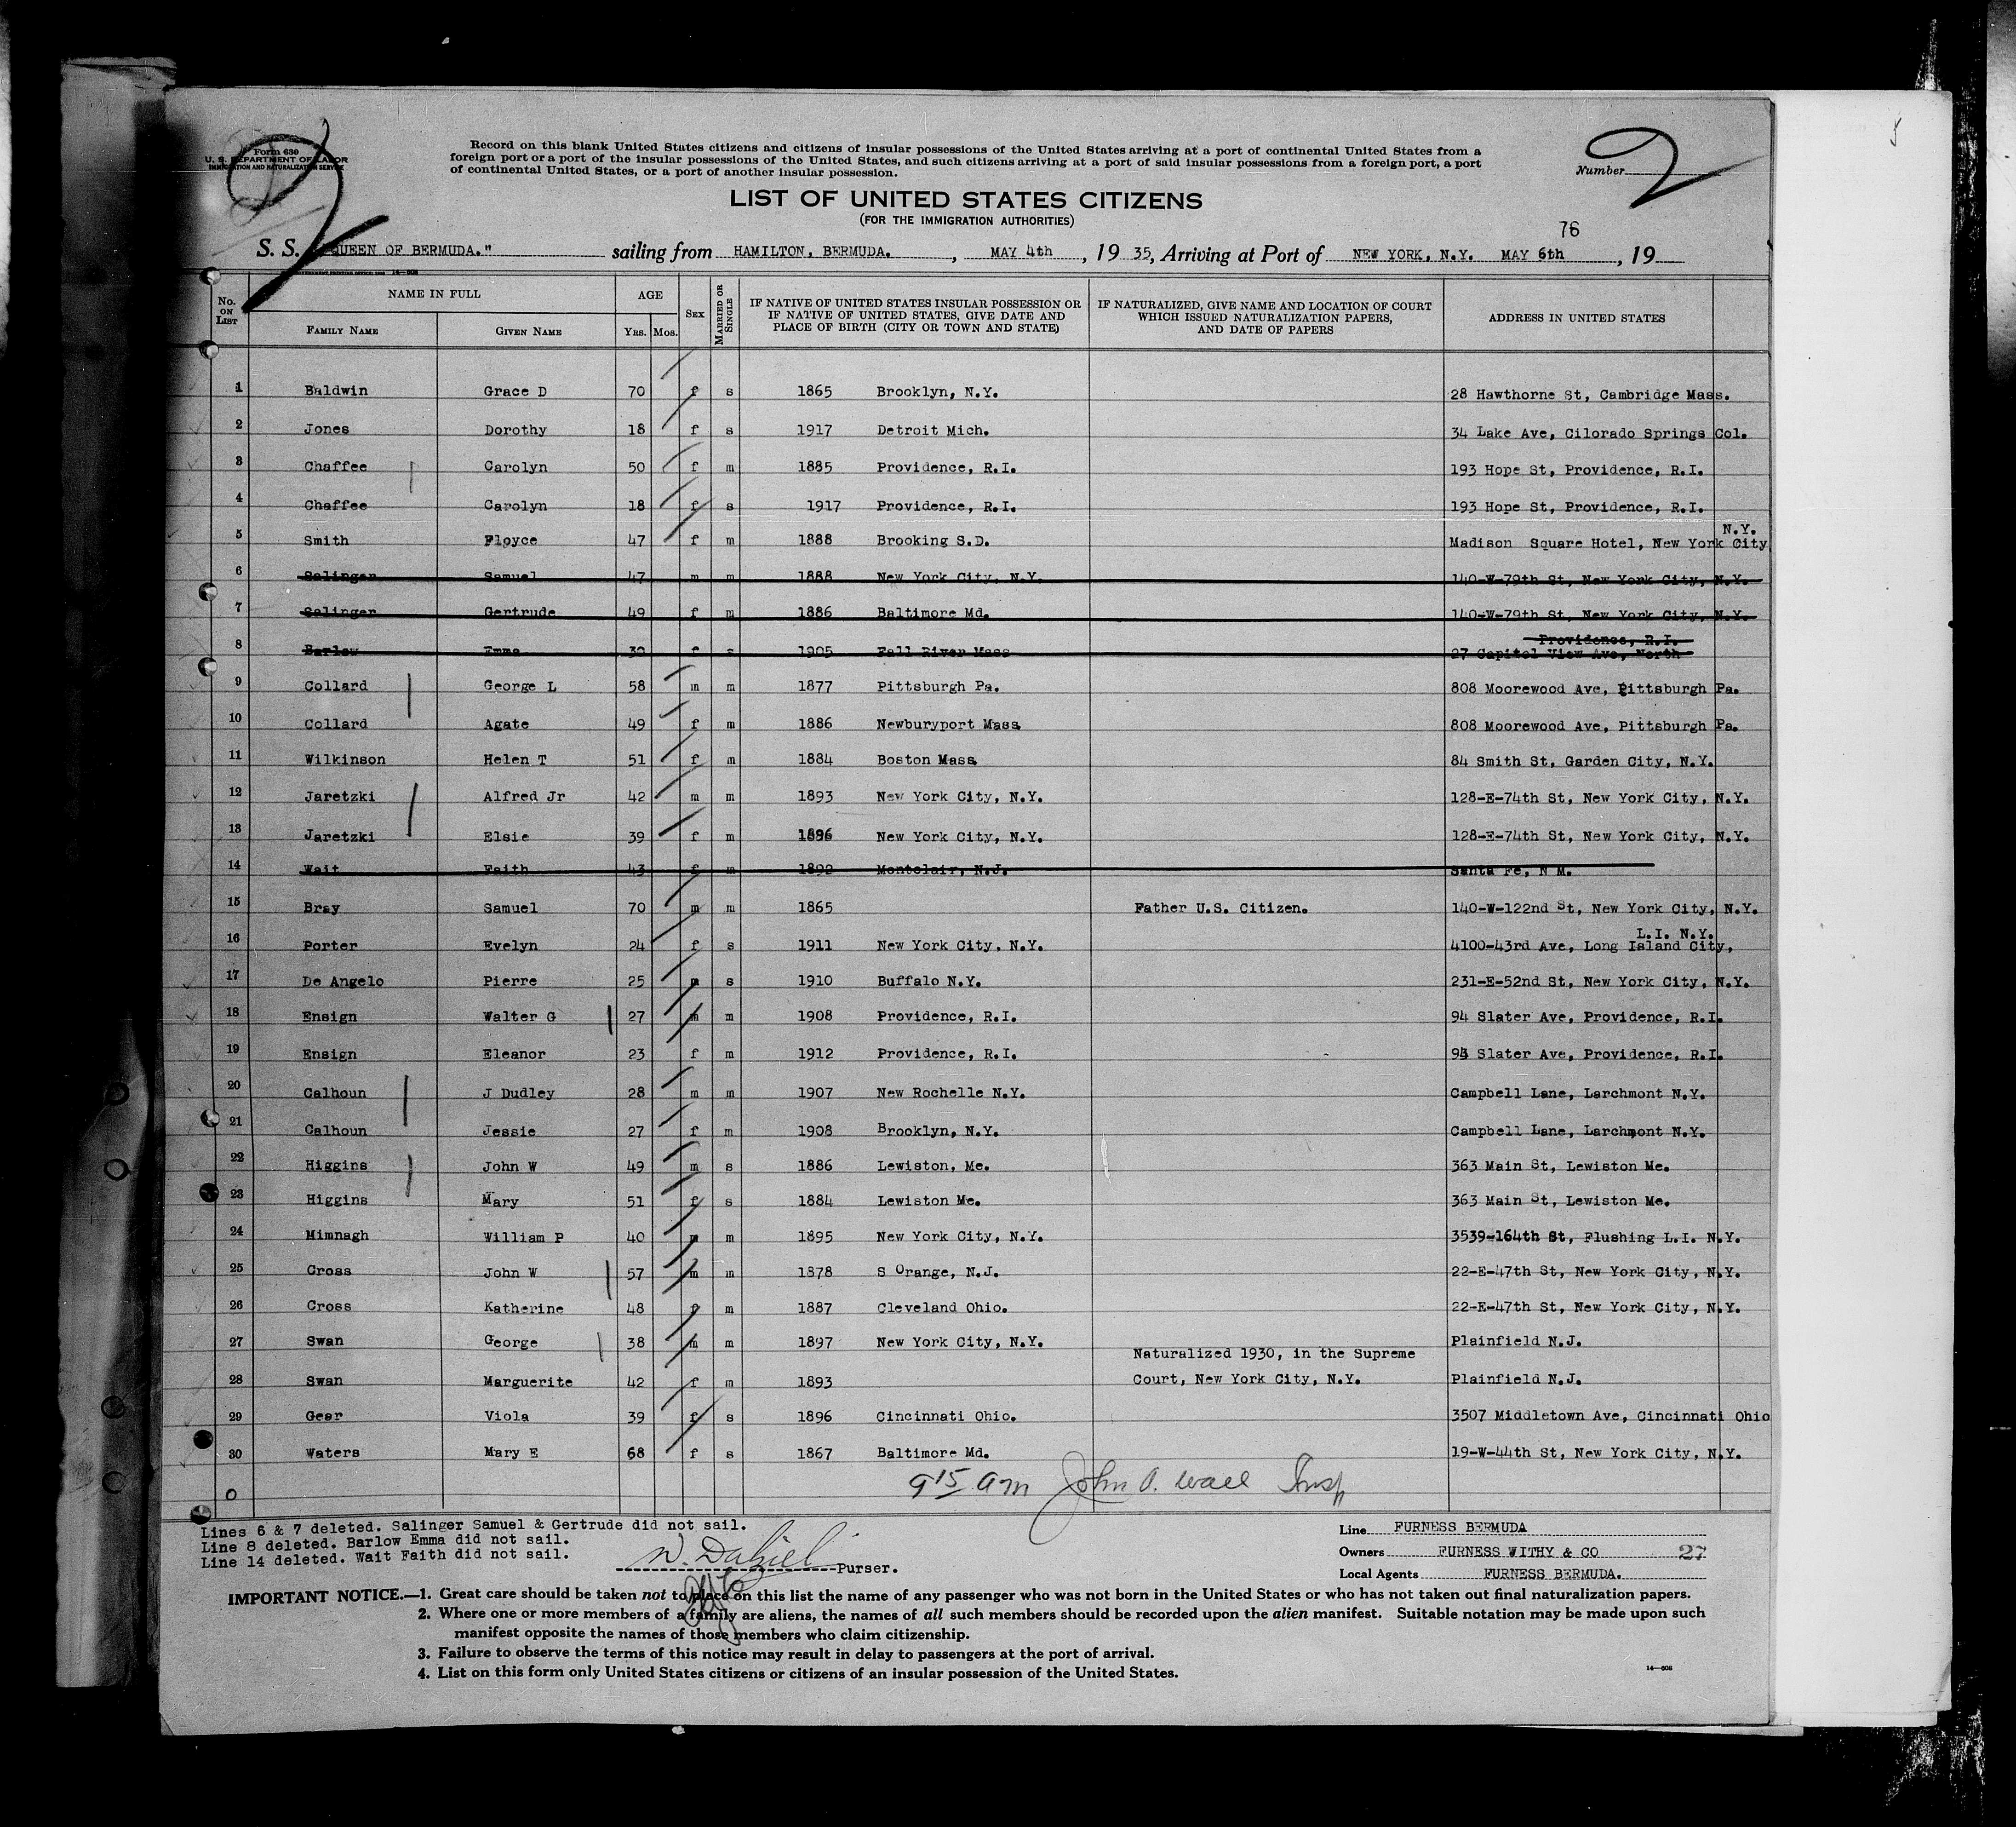 Form 630
U. S. DEPARTMENT OF LABOR
IMMIGRATION AND NATURALIZATION SERVICE
Record on this blank United States citizens and citizens of insular possessions of the United States arriving at a port of continental United States from a
foreign port or a port of the insular possessions of the United States, and such citizens arriving at a port of said insular possessions from a foreign port, a port
of continental United States, or a port of another insular possession.
Number 2
2
LIST OF UNITED STATES CITIZENS
(FOR THE IMMIGRATION AUTHORITIES)
76
S. S. "QUEEN OF BERMUDA." sailing from HAMILTON, BERMUDA. , MAY 4th , 19 35, Arriving at Port of NEW YORK, N.Y. MAY 6th , 19
No. ON LIST NAME IN FULL AGE SEX MARRIED OR SINGLE IF NATIVE OF UNITED STATES INSULAR POSSESSION OR IF NATIVE OF UNITED STATES, GIVE DATE AND PLACE OF BIRTH (CITY OR TOWN AND STATE) IF NATURALIZED, GIVE NAME AND LOCATION OF COURT WHICH ISSUED NATURALIZATION PAPERS, AND DATE OF PAPERS ADDRESS IN UNITED STATES
FAMILY NAME GIVEN NAME YRS. MOS.
1 Baldwin Grace D 70 f s 1865 Brooklyn, N.Y. 28 Hawthorne St, Cambridge Mass.
2 Jones Dorothy 18 f s 1917 Detroit Mich. 34 Lake Ave, Cilorado Springs Col.
3 Chaffee Carolyn 50 f m 1885 Providence, R.I. 193 Hope St, Providence, R.I.
4 Chaffee Carolyn 18 f s 1917 Providence, R.I. 193 Hope St, Providence, R.I.
N.Y.
5 Smith Floyce 47 f m 1888 Brooking S.D. Madison Square Hotel, New York City
6 Salinger Samuel 47 m m 1888 New York City, N.Y. 140-W-79th St, New York City, N.Y.
7 Salinger Gertrude 49 f m 1886 Baltimore Md. 140-W-79th St, New York City, N.Y.
Providence, R.I.
8 Barlow Emma 30 f s 1905 Fall River Mass 27 Capitol View Ave, North
9 Collard George L 58 m m 1877 Pittsburgh Pa. 808 Moorewood Ave, Pittsburgh Pa.
10 Collard Agate 49 f m 1886 Newburyport Mass 808 Moorewood Ave, Pittsburgh Pa.
11 Wilkinson Helen T 51 f m 1884 Boston Mass 84 Smith St, Garden City, N.Y.
12 Jaretzki Alfred Jr 42 m m 1893 New York City, N.Y. 128-E-74th St, New York City, N.Y.
13 Jaretzki Elsie 39 f m 1896 New York City, N.Y. 128-E-74th St, New York City, N.Y.
14 Wait Faith 43 f m 1892 Montclair, N.J. Santa Fe, N M.
15 Bray Samuel 70 m m 1865 Father U.S. Citizen. 140-W-122nd St, New York City, N.Y.
L.I. N.Y.
16 Porter Evelyn 24 f s 1911 New York City, N.Y. 4100-43rd Ave, Long Island City,
17 De Angelo Pierre 25 m s 1910 Buffalo N.Y. 231-E-52nd St, New York City, N.Y.
18 Ensign Walter G 27 m m 1908 Providence, R.I. 94 Slater Ave, Providence, R.I.
19 Ensign Eleanor 23 f m 1912 Providence, R.I. 94 Slater Ave, Providence, R.I.
20 Calhoun J Dudley 28 m m 1907 New Rochelle N.Y. Campbell Lane, Larchmont N.Y.
21 Calhoun Jessie 27 f m 1908 Brooklyn, N.Y. Campbell Lane, Larchmont N.Y.
22 Higgins John W 49 m s 1886 Lewiston, Me. 363 Main St, Lewiston Me.
23 Higgins Mary 51 f s 1884 Lewiston Me. 363 Main St, Lewiston Me.
24 Mimnagh William P 40 m m 1895 New York City, N.Y. 3539-164th St, Flushing L.I. N.Y.
25 Cross John W 57 m m 1878 S Orange, N.J. 22-E-47th St, New York City, N.Y.
26 Cross Katherine 48 f m 1887 Cleveland Ohio. 22-E-47th St, New York City, N.Y.
27 Swan George 38 m m 1897 New York City, N.Y. Plainfield N.J.
Naturalized 1930, in the Supreme
28 Swan Marguerite 42 f m 1893 Court, New York City, N.Y. Plainfield N.J.
29 Gear Viola 39 f s 1896 Cincinnati Ohio. 3507 Middletown Ave, Cincinnati Ohio
30 Waters Mary E 68 f s 1867 Baltimore Md. 19-W-44th St, New York City, N.Y.
9 15 am John A. Wall Insp
Lines 6 & 7 deleted. Salinger Samuel & Gertrude did not sail.
Line 8 deleted. Barlow Emma did not sail.
Line 14 deleted. Wait Faith did not sail.
W. Dalziel Purser.
Line FURNESS BERMUDA
Owners FURNESS WITHY & CO 27
Local Agents FURNESS BERMUDA.
IMPORTANT NOTICE.—1. Great care should be taken not to place on this list the name of any passenger who was not born in the United States or who has not taken out final naturalization papers.
2. Where one or more members of a family are aliens, the names of all such members should be recorded upon the alien manifest. Suitable notation may be made upon such
manifest opposite the names of those members who claim citizenship.
3. Failure to observe the terms of this notice may result in delay to passengers at the port of arrival.
4. List on this form only United States citizens or citizens of an insular possession of the United States.
14—608